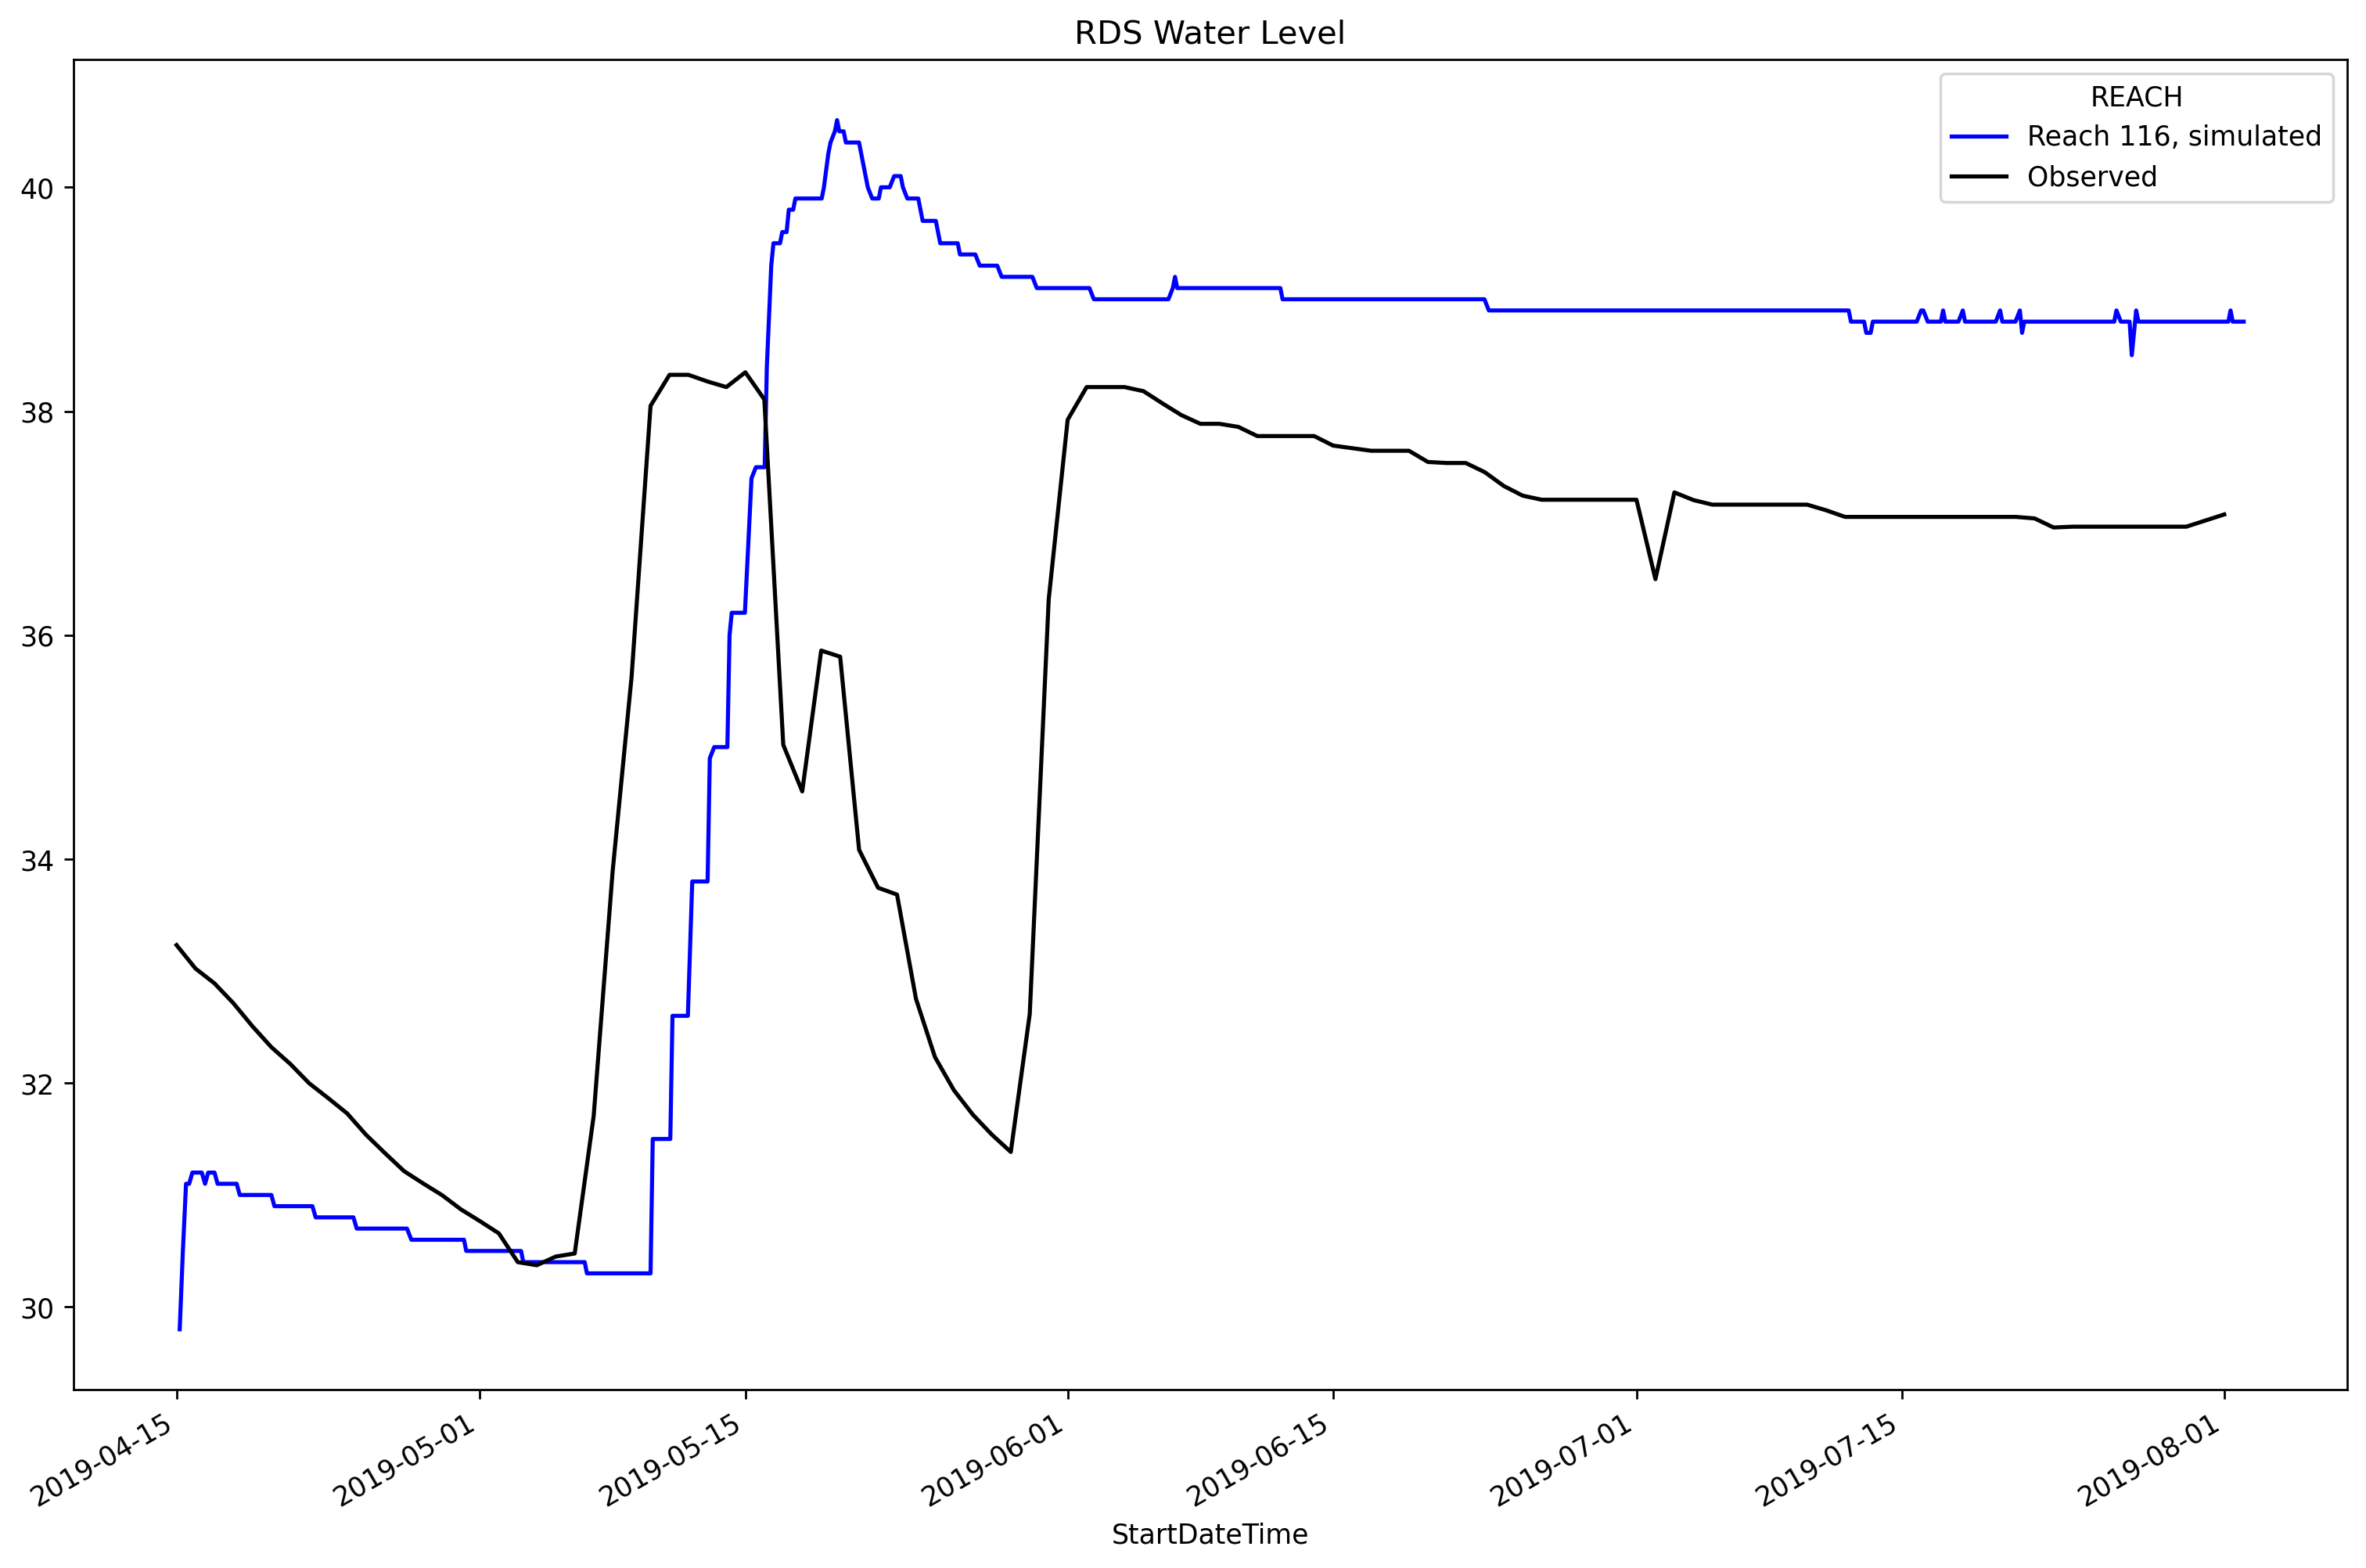 RDS Water Level
REACH
Reach 116, simulated
Observed
40
38
36
34
32
30
2019-04-15
2019-05-01
2019-05-15
2019-06-01
2019-06-15
2019-07-01
2019-07-15
2019-08-01
StartDateTime